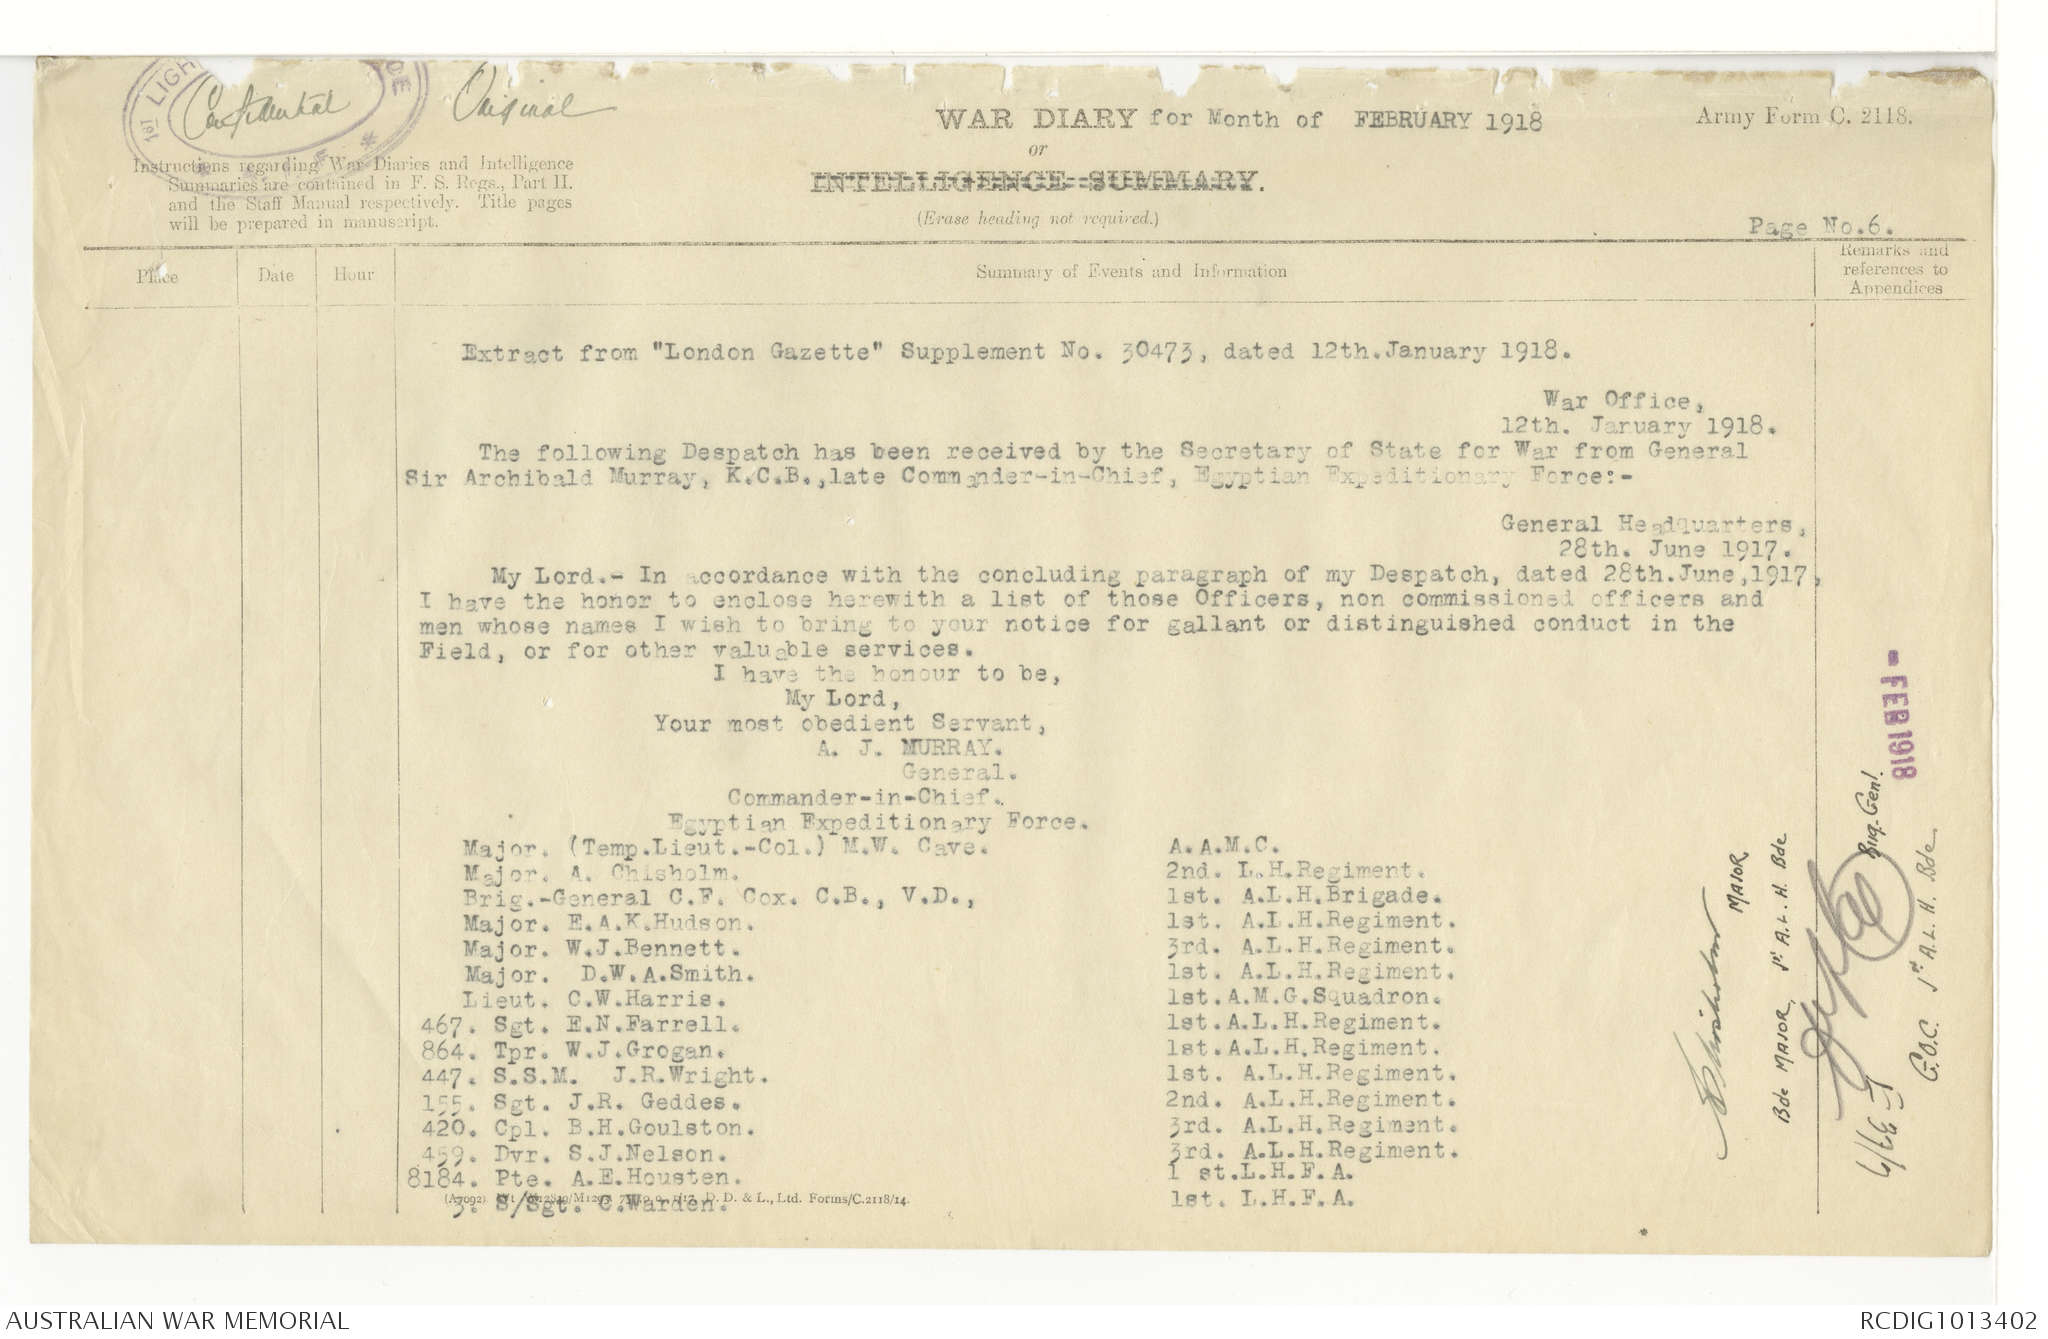 1ST LIGH DE
Confidential
Original
WAR DIARY for Month of FEBRUARY 1918
Army Form C. 2118.
or
INTELLIGENCE SUMMARY.
(Erase heading not required.)
Instructions regarding War Diaries and Intelligence
Summaries are contained in F. S. Regs., Part II.
and the Staff Manual respectively. Title pages
will be prepared in manuscript.
Page No.6.
Place
Date
Hour
Summary of Events and Information
Remarks and
references to
Appendices
Extract from "London Gazette" Supplement No. 30473, dated 12th.January 1918.
War Office,
12th. January 1918.
The following Despatch has been received by the Secretary of State for War from General
Sir Archibald Murray, K.C.B.,late Commander-in-Chief, Egyptian Expeditionary Force:-
General Headquarters,
28th. June 1917.
My Lord.- In accordance with the concluding paragraph of my Despatch, dated 28th.June,1917,
I have the honor to enclose herewith a list of those Officers, non commissioned officers and
men whose names I wish to bring to your notice for gallant or distinguished conduct in the
Field, or for other valuable services.
I have the honour to be,
My Lord,
Your most obedient Servant,
A. J. MURRAY.
General.
Commander-in-Chief.
Egyptian Expeditionary Force.
Major. (Temp.Lieut.-Col.) M.W. Cave. A.A.M.C.
Major. A. Chisholm. 2nd. L.H.Regiment.
Brig.-General C.F. Cox. C.B., V.D., 1st. A.L.H.Brigade.
Major. E.A.K.Hudson. 1st. A.L.H.Regiment.
Major. W.J.Bennett. 3rd. A.L.H.Regiment.
Major. D.W.A.Smith. 1st. A.L.H.Regiment.
Lieut. C.W.Harris. 1st.A.M.G.Squadron.
467. Sgt. E.N.Farrell. 1st.A.L.H.Regiment.
864. Tpr. W.J.Grogan. 1st.A.L.H.Regiment.
447. S.S.M. J.R.Wright. 1st. A.L.H.Regiment.
155. Sgt. J.R. Geddes. 2nd. A.L.H.Regiment.
420. Cpl. B.H.Goulston. 3rd. A.L.H.Regiment.
459. Dvr. S.J.Nelson. 3rd. A.L.H.Regiment.
8184. Pte. A.E.Housten. 1 st.L.H.F.A.
3. S/Sgt. C.Warden. 1st. L.H.F.A.
D. D. & L., Ltd. Forms/C.2118/14.
MAJOR
Bde MAJOR, 1st A.L.H. Bde
Brig. Genl.
G.O.C. 1st A.L.H. Bde
- FEB 1918
AUSTRALIAN WAR MEMORIAL
RCDIG1013402